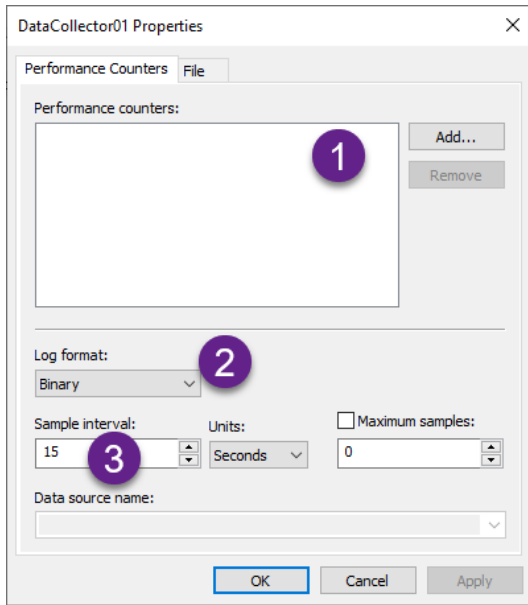 DataCollector01 Properties
Performance Counters File
Performance counters:
1
Add...
Remove
Log format:
2
Binary
Sample interval: Units: Maximum samples:
15 Seconds 0
3
Data source name:
OK Cancel Apply